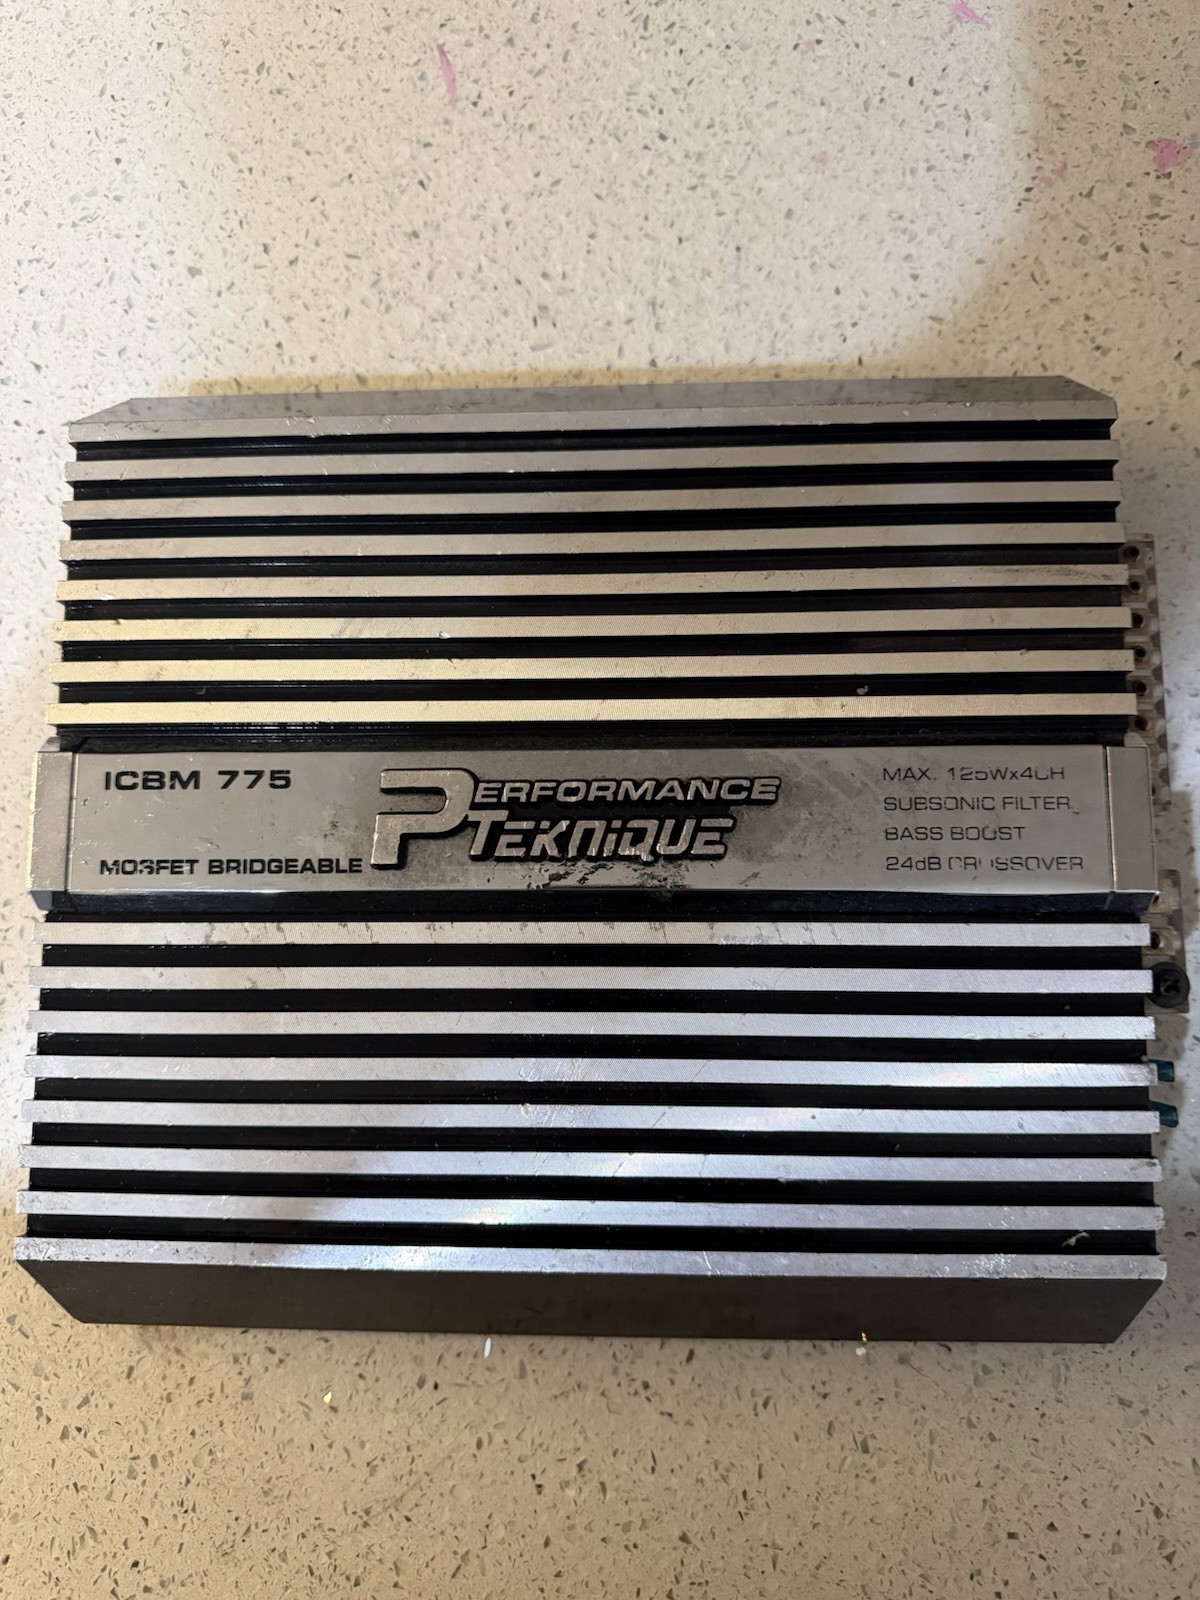 ICBM 775
MOSFET BRIDGEABLE
PERFORMANCE
TEKNIQUE
MAX. 125Wx4CH
SUBSONIC FILTER
BASS BOOST
24dB CROSSOVER